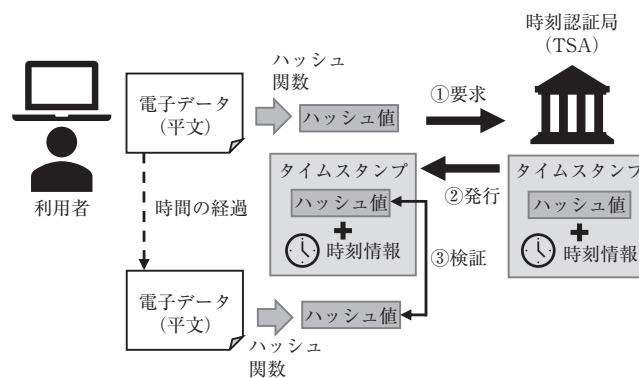 時刻認証局
（TSA）
ハッシュ
関数
電子データ
（平文）
ハッシュ値
①要求
利用者
時間の経過
タイムスタンプ
ハッシュ値
時刻情報
②発行
タイムスタンプ
ハッシュ値
時刻情報
③検証
電子データ
（平文）
ハッシュ値
ハッシュ
関数